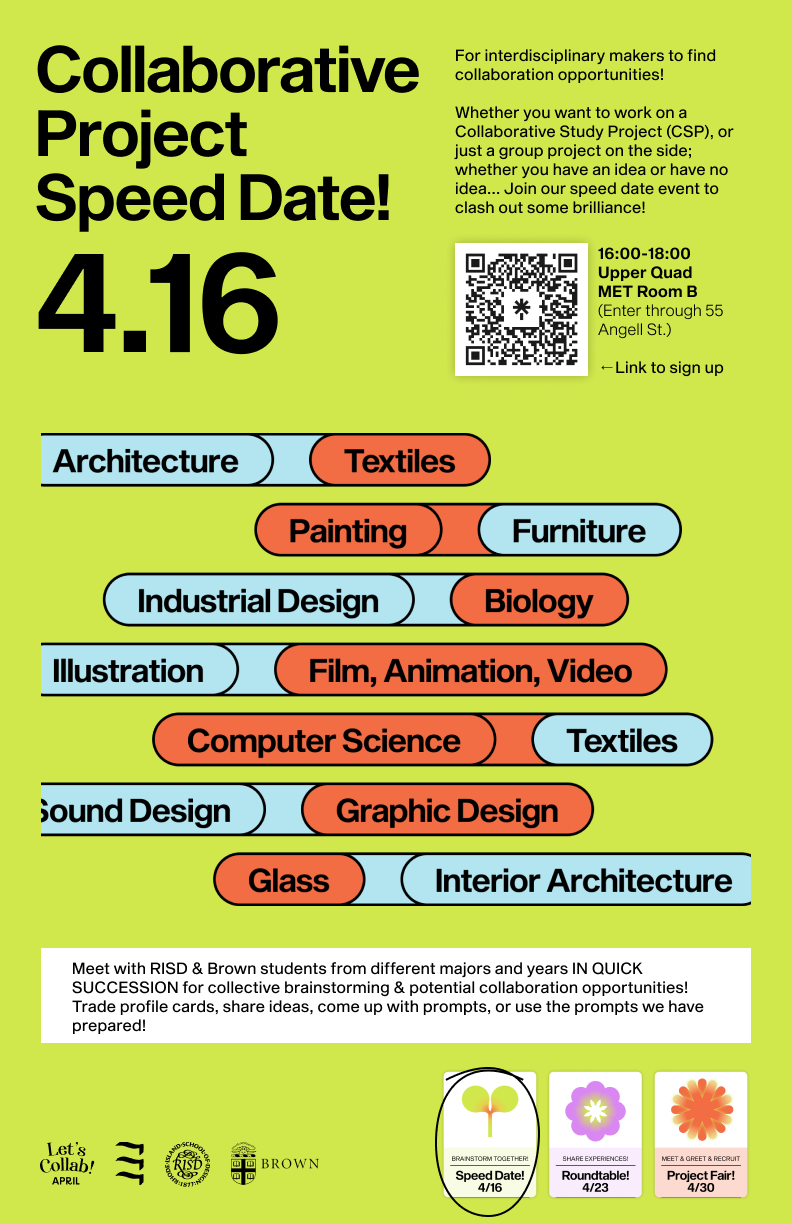 Collaborative
Project
Speed Date!
4.16
For interdisciplinary makers to find
collaboration opportunities!
Whether you want to work on a
Collaborative Study Project (CSP), or
just a group project on the side;
whether you have an idea or have no
idea... Join our speed date event to
clash out some brilliance!
16:00-18:00
Upper Quad
MET Room B
(Enter through 55
Angell St.)
←Link to sign up
Architecture Textiles
Painting Furniture
Industrial Design Biology
Illustration Film, Animation, Video
Computer Science Textiles
Sound Design Graphic Design
Glass Interior Architecture
Meet with RISD & Brown students from different majors and years IN QUICK
SUCCESSION for collective brainstorming & potential collaboration opportunities!
Trade profile cards, share ideas, come up with prompts, or use the prompts we have
prepared!
Let's
Collab!
APRIL
RHODE·ISLAND·SCHOOL·OF·DESIGN·1877
RISD
BROWN
BRAINSTORM TOGETHER!
Speed Date!
4/16
SHARE EXPERIENCES!
Roundtable!
4/23
MEET & GREET & RECRUIT
Project Fair!
4/30